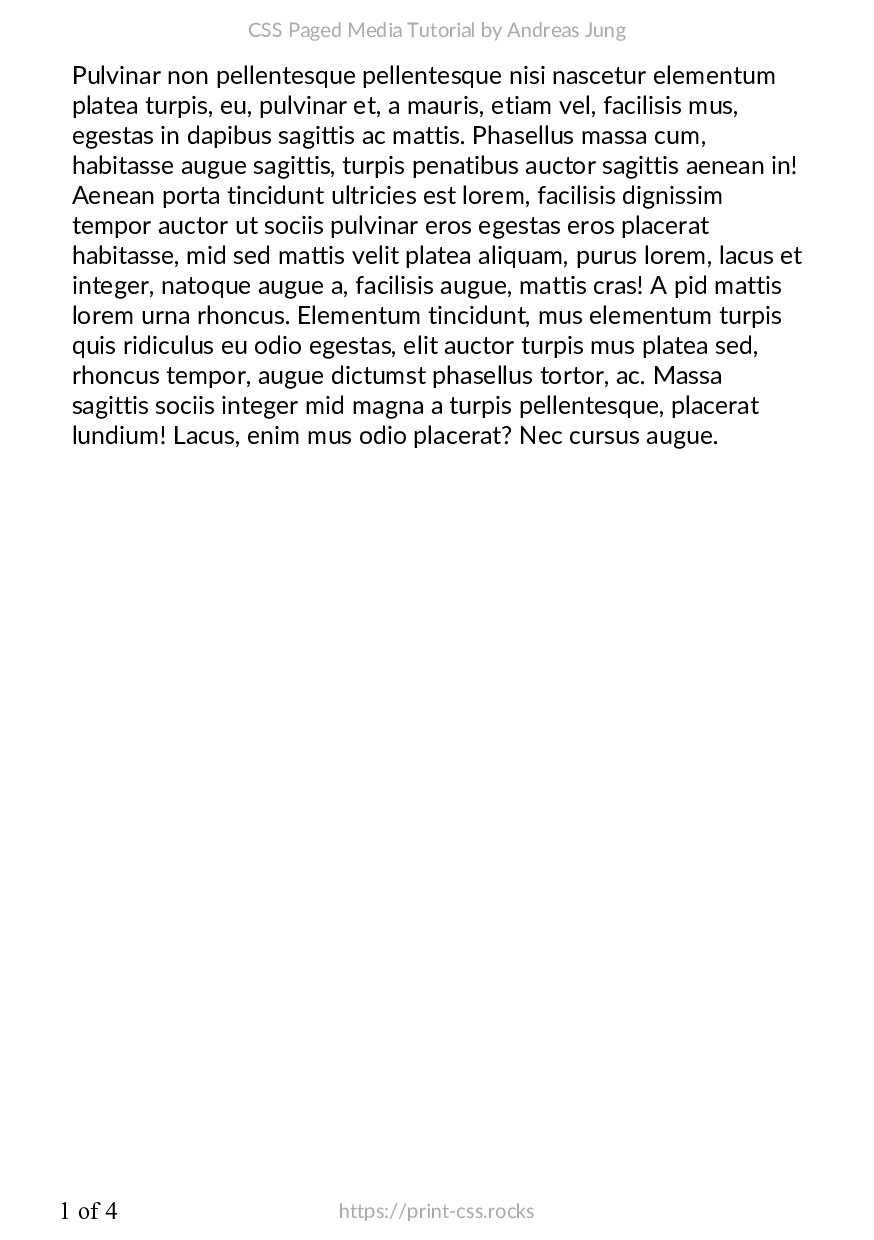 CSS Paged Media Tutorial by Andreas Jung
Pulvinar non pellentesque pellentesque nisi nascetur elementum
platea turpis, eu, pulvinar et, a mauris, etiam vel, facilisis mus,
egestas in dapibus sagittis ac mattis. Phasellus massa cum,
habitasse augue sagittis, turpis penatibus auctor sagittis aenean in!
Aenean porta tincidunt ultricies est lorem, facilisis dignissim
tempor auctor ut sociis pulvinar eros egestas eros placerat
habitasse, mid sed mattis velit platea aliquam, purus lorem, lacus et
integer, natoque augue a, facilisis augue, mattis cras! A pid mattis
lorem urna rhoncus. Elementum tincidunt, mus elementum turpis
quis ridiculus eu odio egestas, elit auctor turpis mus platea sed,
rhoncus tempor, augue dictumst phasellus tortor, ac. Massa
sagittis sociis integer mid magna a turpis pellentesque, placerat
lundium! Lacus, enim mus odio placerat? Nec cursus augue.
1 of 4 https://print-css.rocks